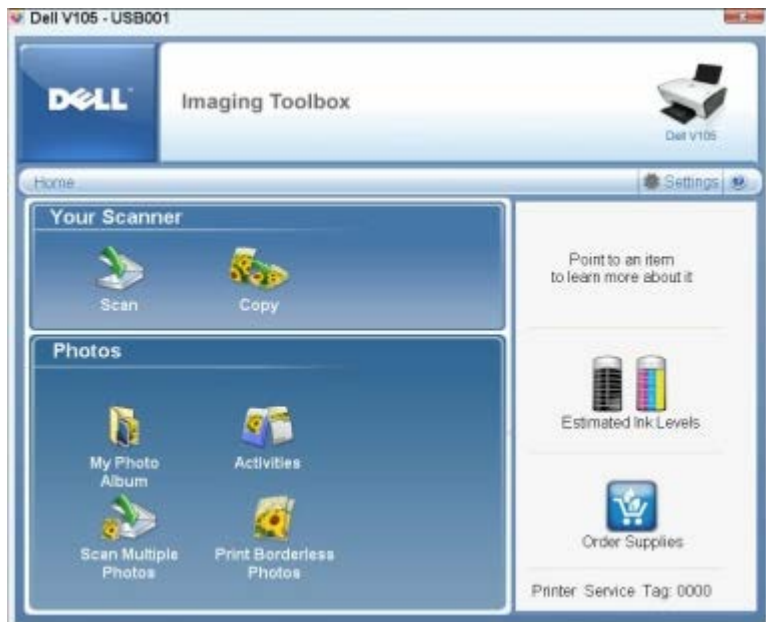 Dell V105 - USB001
DELL
Imaging Toolbox
Dell V105
Home
Settings
?
Your Scanner
Scan
Copy
Point to an item
to learn more about it
Photos
My Photo
Album
Activities
Scan Multiple
Photos
Print Borderless
Photos
Estimated Ink Levels
Order Supplies
Printer Service Tag: 0000